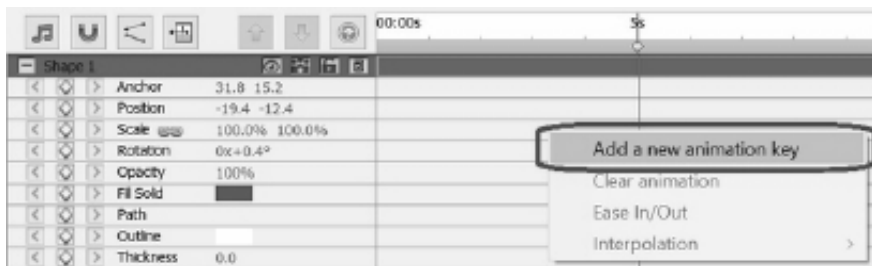 00:00s 5s
Shape 1
Anchor 31.8 15.2
Position -19.4 -12.4
Scale 100.0% 100.0%
Rotation 0x+0.4º
Opacity 100%
Fill Solid
Path
Outline
Thickness 0.0
Add a new animation key
Clear animation
Ease In/Out
Interpolation